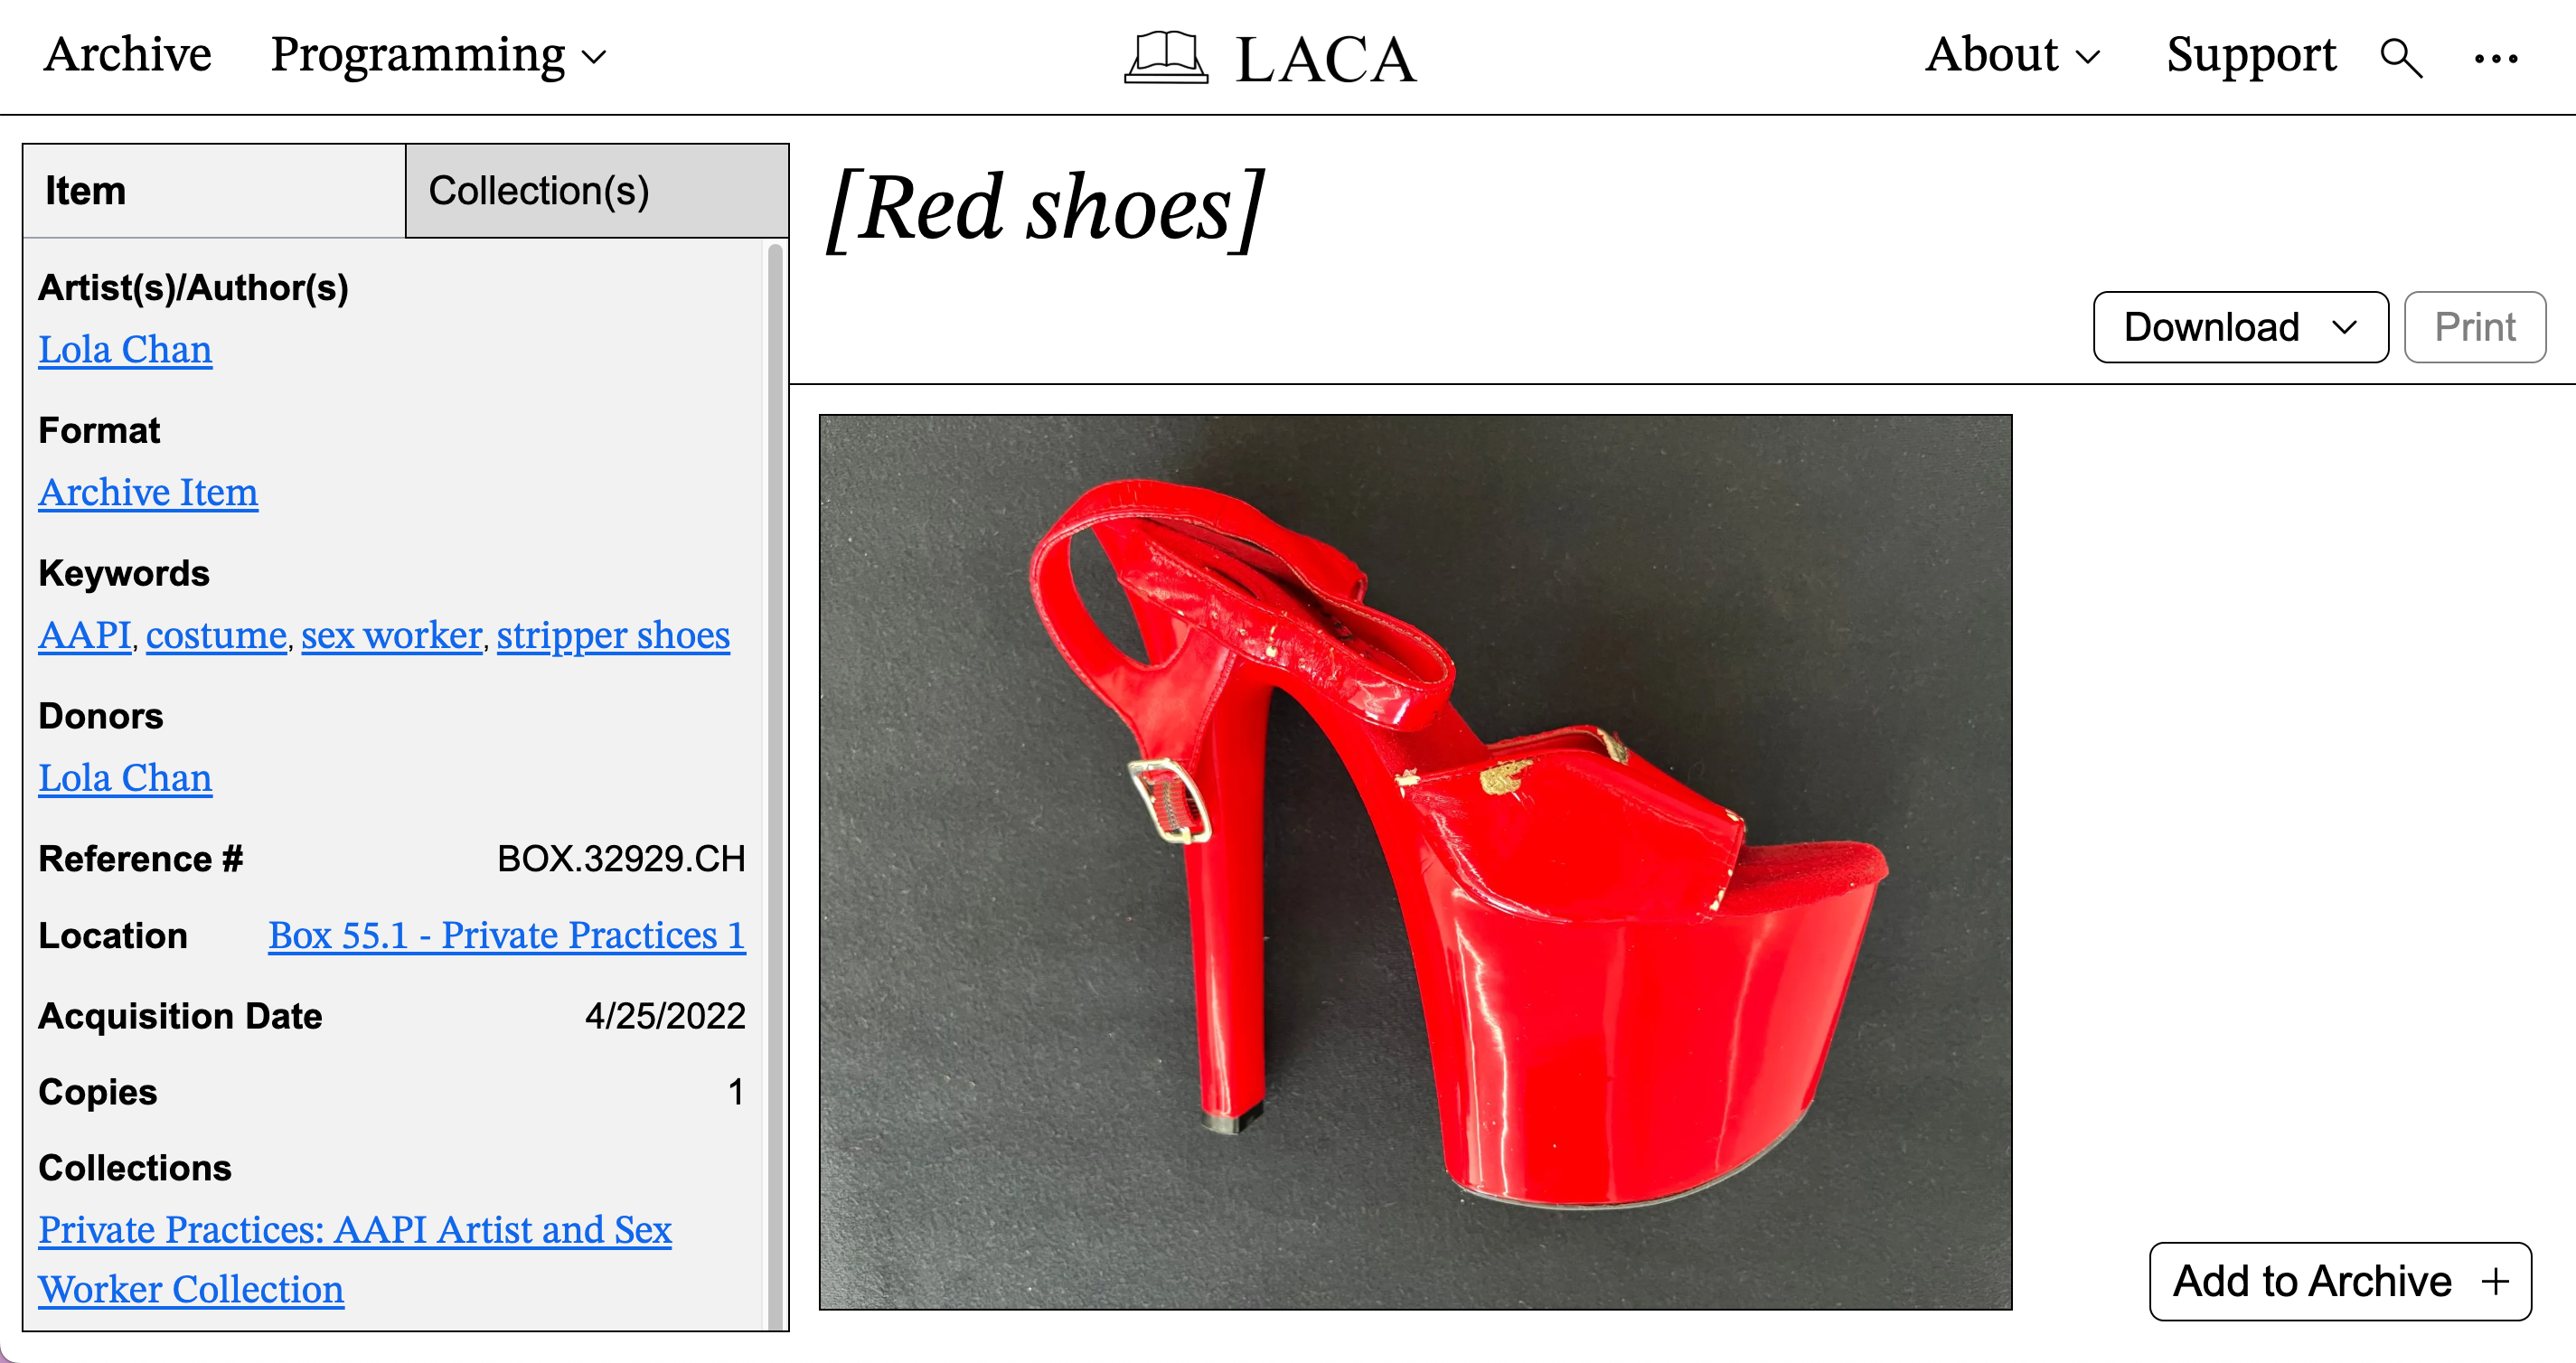 Archive Programming LACA About Support
Item Collection(s)
[Red shoes]
Artist(s)/Author(s)
Lola Chan
Format
Archive Item
Keywords
AAPI, costume, sex worker, stripper shoes
Donors
Lola Chan
Reference # BOX.32929.CH
Location Box 55.1 - Private Practices 1
Acquisition Date 4/25/2022
Copies 1
Collections
Private Practices: AAPI Artist and Sex
Worker Collection
Download Print
Add to Archive +